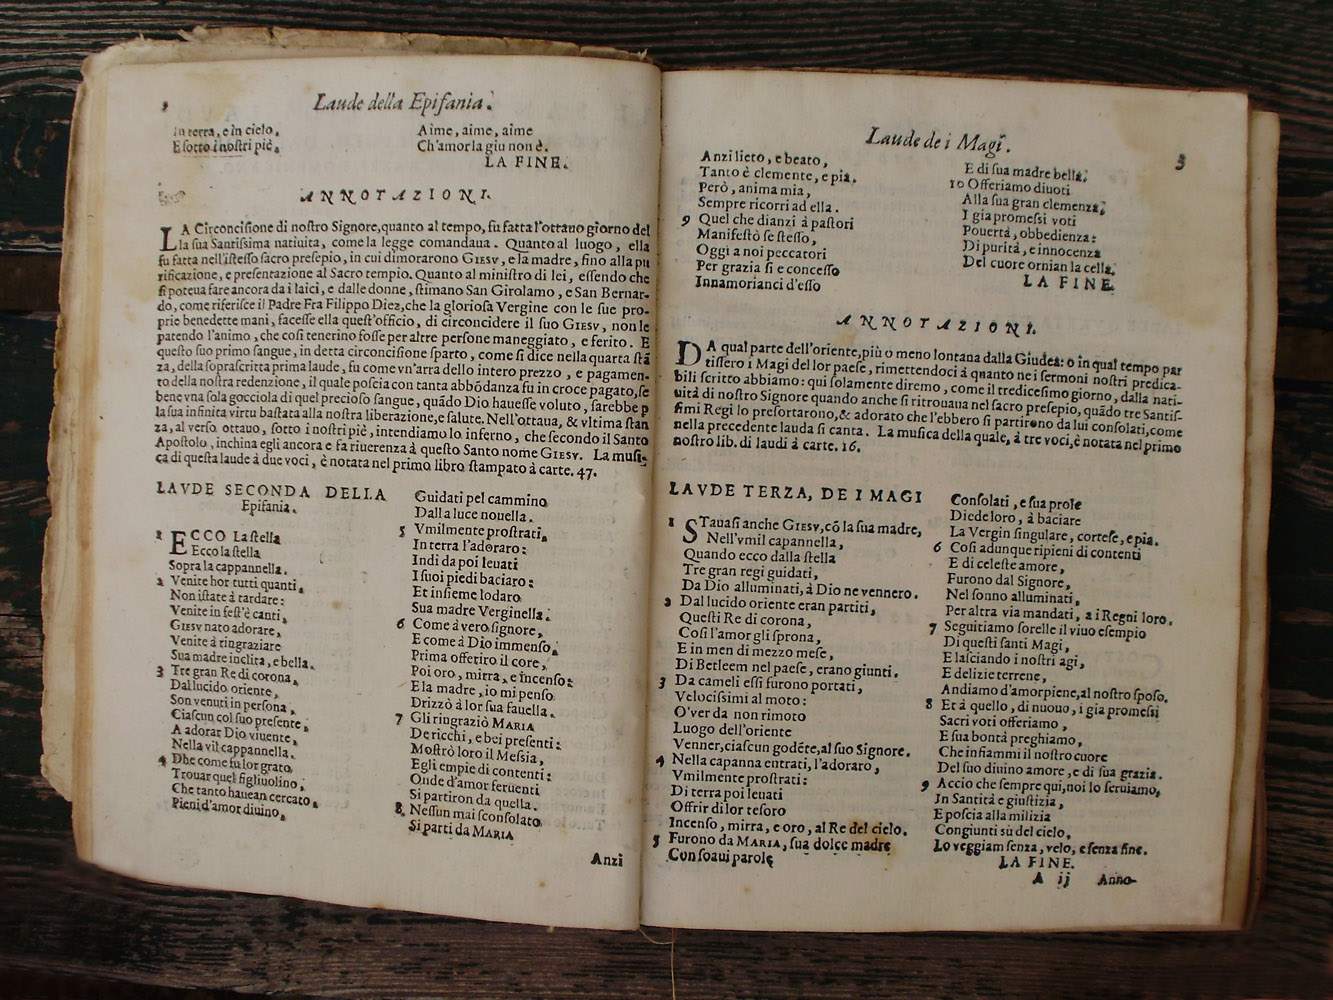 Laude della Epifania.
in terra, e in cielo,
E sotto i nostri piè.
Aime, aime, aime
Ch'amor la giu non è.
LA FINE.
ANNOTAZIONI.
LA Circoncisione di nostro Signore, quanto al tempo, fu fatta l'ottauo giorno del
la sua Santissima natiuita, come la legge comandaua. Quanto al luogo, ella
fu fatta nell'istesso sacro presepio, in cui dimorarono GIESV, e la madre, fino alla pu
rificazione, e presentazione al Sacro tempio. Quanto al ministro di lei, essendo che
si poteua fare ancora da i laici, e dalle donne, stimano San Girolamo, e San Bernar-
do, come riferisce il Padre Fra Filippo Diez, che la gloriosa Vergine con le sue pro-
prie benedette mani, facesse ella quest'officio, di circoncidere il suo GIESV, non le
patendo l'animo, che cosi tenerino fosse per altre persone maneggiato, e ferito. E
questo suo primo sangue, in detta circoncisione sparto, come si dice nella quarta stā
za, della soprascritta prima laude, fu come vn'arra dello intero prezzo, e pagamen-
to della nostra redenzione, il quale poscia con tanta abbōdanza fu in croce pagato, se
bene vna sola gocciola di quel precioso sangue, quādo Dio hauesse voluto, sarebbe p
la sua infinita virtu bastata alla nostra liberazione, e salute. Nell'ottaua, & vltima stan
za, al verso ottauo, sotto i nostri piè, intendiamo lo inferno, che secondo il Santo
Apostolo, inchina egli ancora e fa riuerenza à questo Santo nome GIESV. La musi-
ca di questa laude à due voci, è notata nel primo libro stampato à carte. 47.
LAVDE SECONDA DELLA
Epifania.
1 ECCO La stella
Ecco la stella
Sopra la cappannella.
2 Venite hor tutti quanti,
Non istate à tardare:
Venite in fest'è canti,
GIESV nato adorare,
Venite à ringraziare
Sua madre inclita, e bella.
3 Tre gran Re di corona,
Dal lucido oriente,
Son venuti in persona,
Ciascun col suo presente,
A adorar Dio viuente,
Nella vil cappannella.
4 Dhe come fu lor grato,
Trouar quel figliuolino,
Che tanto hauean cercato,
Pieni d'amor diuino,
Guidati pel cammino
Dalla luce nouella.
5 Vmilmente prostrati,
In terra l'adoraro:
Indi da poi leuati
I suoi piedi baciaro:
Et insieme lodaro
Sua madre Verginella.
6 Come à vero signore,
E come à Dio immenso,
Prima offeriro il core,
Poi oro, mirra, e incenso:
E la madre, io mi penso
Drizzò à lor sua fauella.
7 Gli ringraziò MARIA
De ricchi, e bei presenti:
Mostrò loro il Messia,
Egli empie di contenti:
Onde d'amor feruenti
Si partiron da quella.
8 Nessun mai sconsolato
Si parti da MARIA
Anzi
Laude de i Magi.
3
Anzi lieto, e beato,
Tanto è clemente, e pia.
Però, anima mia,
Sempre ricorri ad ella.
9 Quel che dianzi à pastori
Manifestò se stesso,
Oggi a noi peccatori
Per grazia si e concesso
Innamorianci d'esso
E di sua madre bella.
10 Offeriamo diuoti
Alla sua gran clemenza,
I gia promessi voti
Pouertà, obbedienza:
Di purità, e innocenza
Del cuore ornian la cella.
LA FINE.
ANNOTAZIONI.
DA qual parte dell'oriente, più o meno lontana dalla Giudea: o in qual tempo par
tissero i Magi del lor paese, rimettendoci à quanto ne i sermoni nostri predica-
bili scritto abbiamo: qui solamente diremo, come il tredicesimo giorno, dalla nati-
uità di nostro Signore quando anche si ritrouaua nel sacro presepio, quādo tre Santis-
simi Regi lo presortarono, & adorato che l'ebbero si partirono da lui consolati, come
nella precedente lauda si canta. La musica della quale, à tre voci, è notata nel primo
nostro lib. di laudi à carte. 16.
LAVDE TERZA, DE I MAGI
1 STauasi anche GIESV, cō la sua madre,
Nell'vmil capannella,
Quando ecco dalla stella
Tre gran regi guidati,
Da Dio alluminati, à Dio ne vennero.
2 Dal lucido oriente eran partiti,
Questi Re di corona,
Cosi l'amor gli sprona,
E in men di mezzo mese,
Di Betleem nel paese, erano giunti.
3 Da cameli essi furono portati,
Velocissimi al moto:
O'ver da non rimoto
Luogo dell'oriente
Venner, ciascun godēte, al suo Signore.
4 Nella capanna entrati, l'adoraro,
Vmilmente prostrati:
Di terra poi leuati
Offrir di lor tesoro
Incenso, mirra, e oro, al Re del cielo.
5 Furono da MARIA, sua dolce madre
Con soaui parole
Consolati, e sua prole
Diede loro, à baciare
La Vergin singulare, cortese, e pia.
6 Cosi adunque ripieni di contenti
E di celeste amore,
Furono dal Signore,
Nel sonno alluminati,
Per altra via mandati, a i Regni loro.
7 Seguitiamo sorelle il viuo esempio
Di questi santi Magi,
E lasciando i nostri agi,
E delizie terrene,
Andiamo d'amor piene, al nostro sposo.
8 Et à quello, di nuouo, i gia promessi
Sacri voti offeriamo,
E sua bontà preghiamo,
Che infiammi il nostro cuore
Del suo diuino amore, e di sua grazia.
9 Accio che sempre qui, noi lo seruiamo,
In Santità e giustizia,
E poscia alla milizia
Congiunti sù del cielo,
Lo veggiam senza, velo, e senza fine.
LA FINE.
A ij Anno-